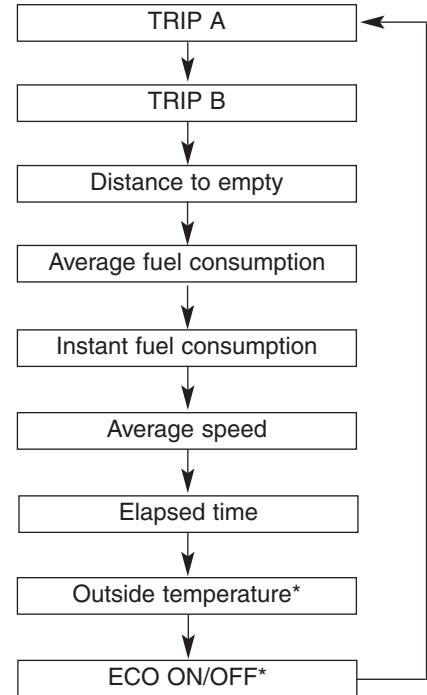 TRIP A
TRIP B
Distance to empty
Average fuel consumption
Instant fuel consumption
Average speed
Elapsed time
Outside temperature*
ECO ON/OFF*